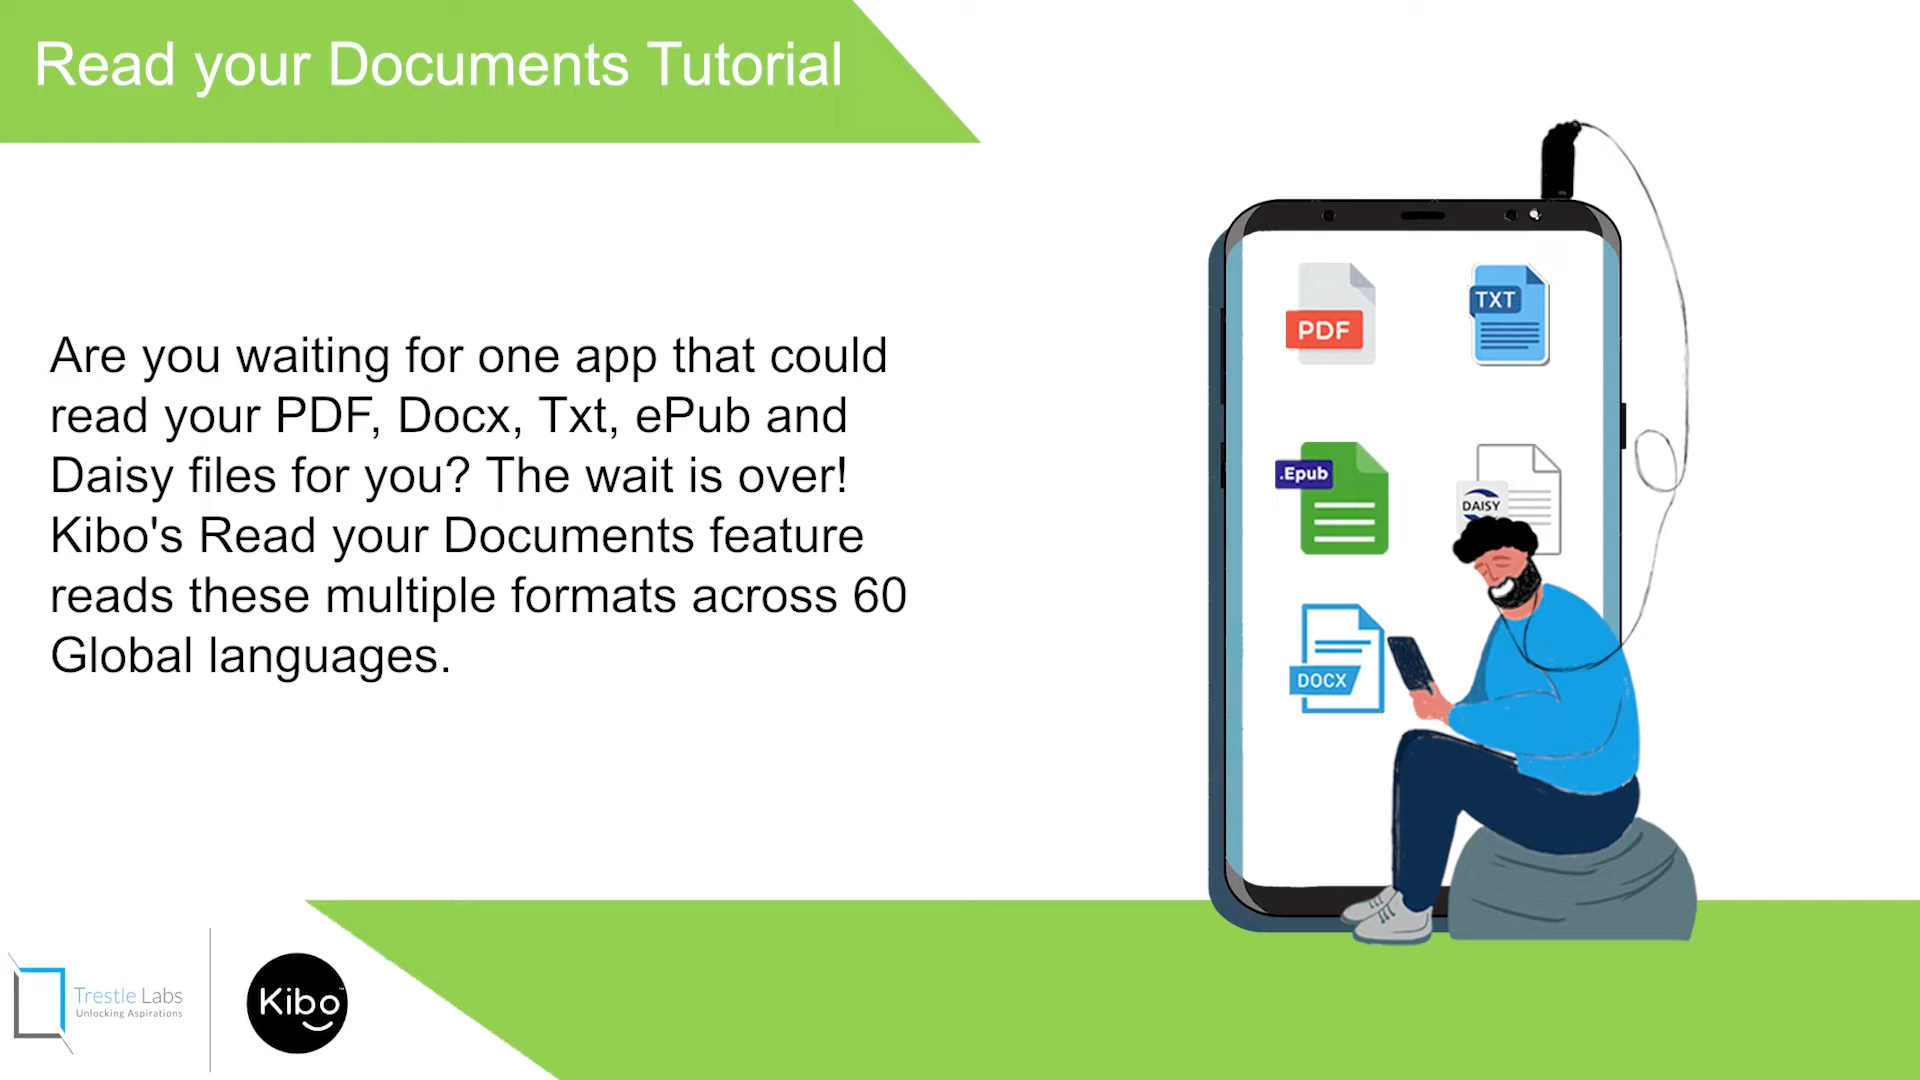 Read your Documents Tutorial
Are you waiting for one app that could
read your PDF, Docx, Txt, ePub and
Daisy files for you? The wait is over!
Kibo's Read your Documents feature
reads these multiple formats across 60
Global languages.
PDF
TXT
.Epub
DAISY
DOCX
Trestle Labs
Unlocking Aspirations
Kibo™